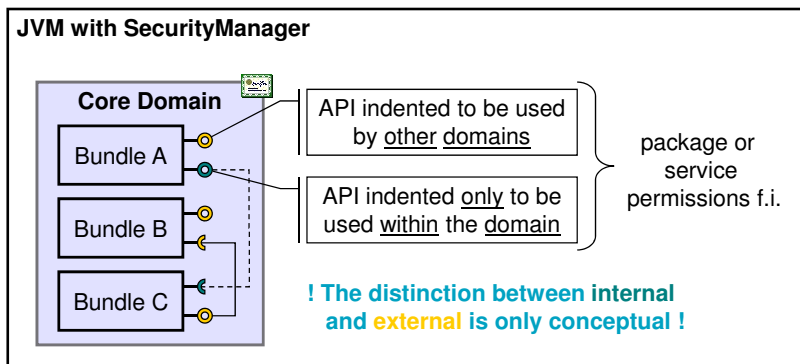 JVM with SecurityManager
Core Domain
Bundle A
Bundle B
Bundle C
API indented to be used
by other domains
API indented only to be
used within the domain
package or
service
permissions f.i.
! The distinction between internal
and external is only conceptual !